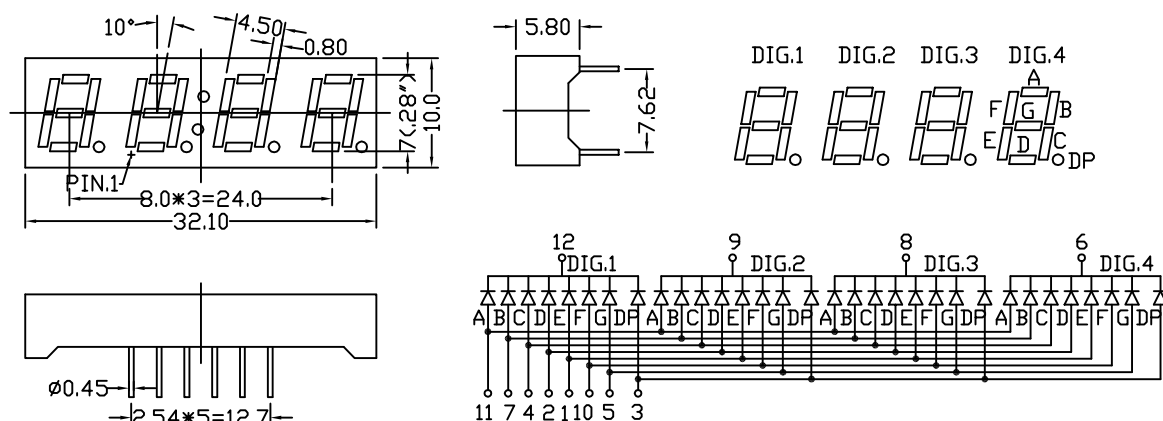 10°
4.50
0.80
7(.28")
10.0
PIN.1
8.0*3=24.0
32.10
5.80
7.62
DIG.1 DIG.2 DIG.3 DIG.4
A
F G B
E D C
DP
Ø0.45
2.54*5=12.7
12 9 8 6
DIG.1 DIG.2 DIG.3 DIG.4
A B C D E F G DP A B C D E F G DP A B C D E F G DP A B C D E F G DP
11 7 4 2 1 10 5 3